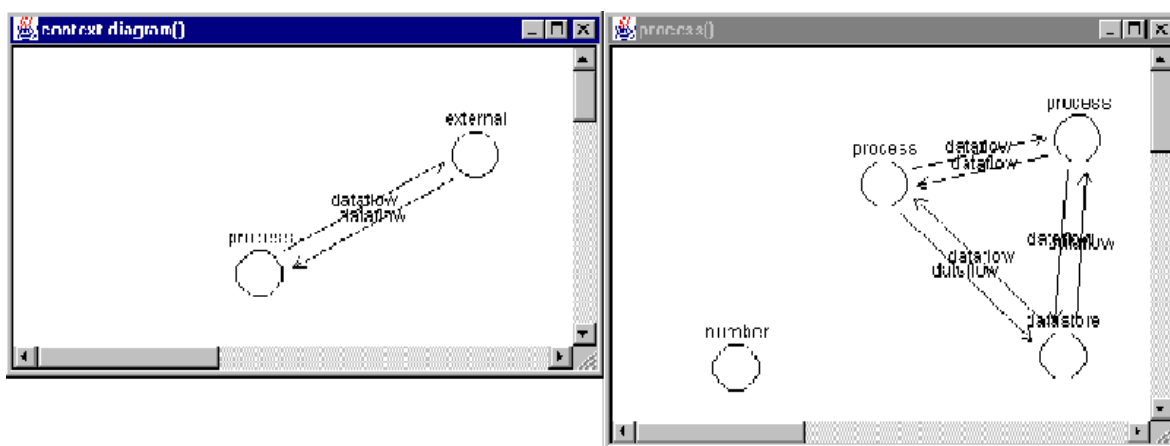 context diagram()
external
dataflow
dataflow
process
process()
process
process
dataflow
dataflow
dataflow
dataflow
dataflow
dataflow
datastore
number